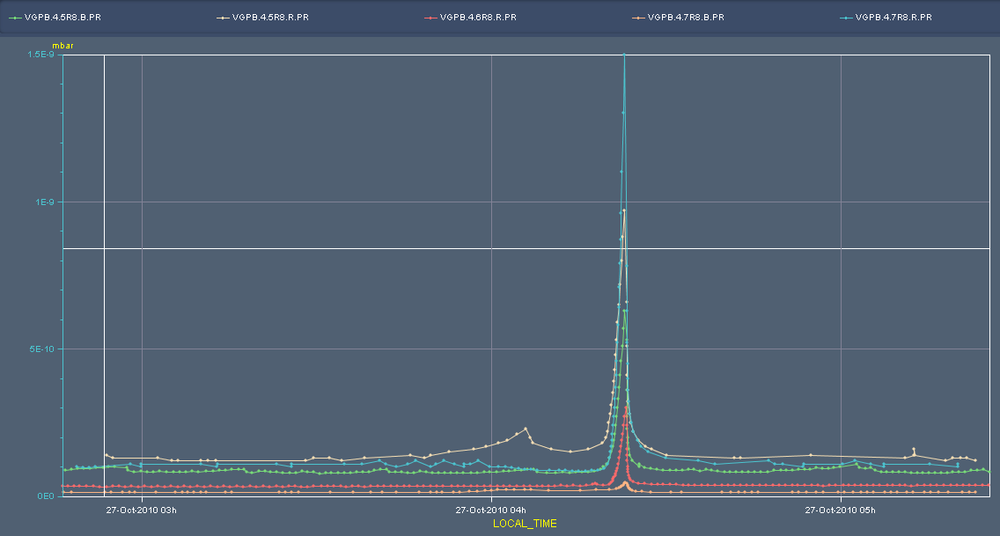 VGPB.4.5R8.B.PR VGPB.4.5R8.R.PR VGPB.4.6R8.R.PR VGPB.4.7R8.B.PR VGPB.4.7R8.R.PR
mbar
1.5E-9
1E-9
5E-10
0E0
27-Oct-2010 03h 27-Oct-2010 04h 27-Oct-2010 05h
LOCAL_TIME